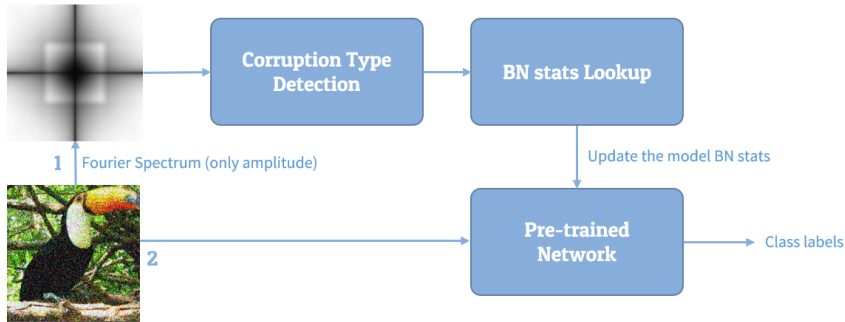 Corruption Type
Detection
BN stats Lookup
1
Fourier Spectrum (only amplitude)
Update the model BN stats
2
Pre-trained
Network
Class labels